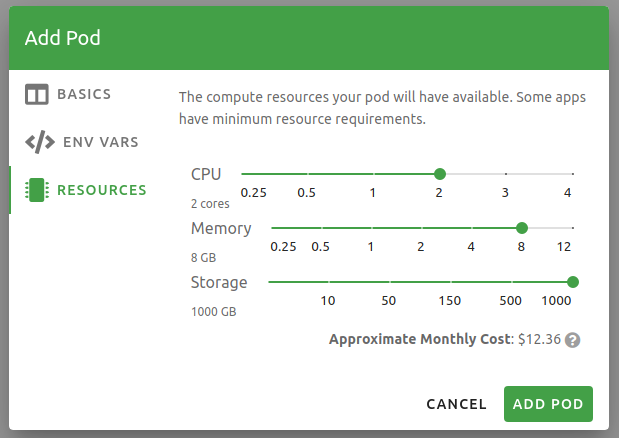 Add Pod
BASICS
ENV VARS
RESOURCES
The compute resources your pod will have available. Some apps
have minimum resource requirements.
CPU
0.25 0.5 1 2 3 4
2 cores
Memory
0.25 0.5 1 2 4 8 12
8 GB
Storage
10 50 150 500 1000
1000 GB
Approximate Monthly Cost: $12.36 ?
CANCEL ADD POD